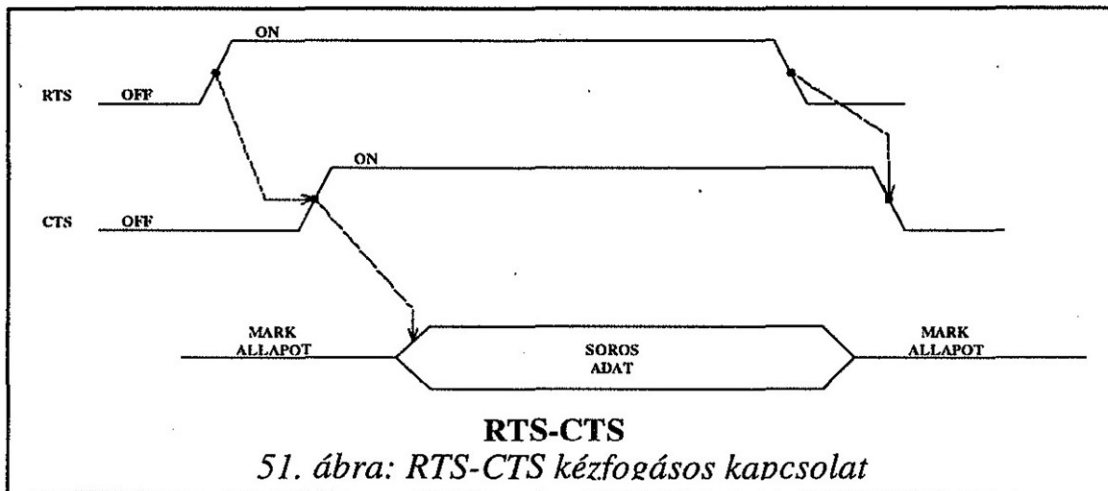 ON
RTS OFF
ON
CTS OFF
MARK
ALLAPOT
SOROS
ADAT
MARK
ALLAPOT
RTS-CTS
51. ábra: RTS-CTS kézfogásos kapcsolat